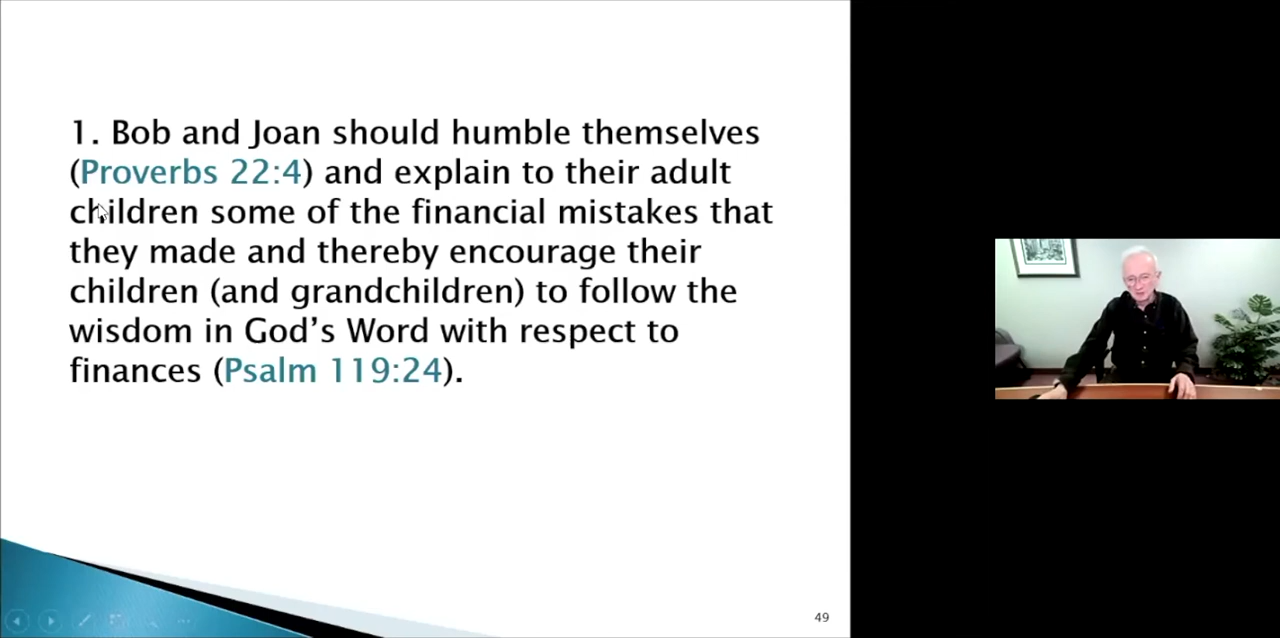 1. Bob and Joan should humble themselves
(Proverbs 22:4) and explain to their adult
children some of the financial mistakes that
they made and thereby encourage their
children (and grandchildren) to follow the
wisdom in God’s Word with respect to
finances (Psalm 119:24).
49